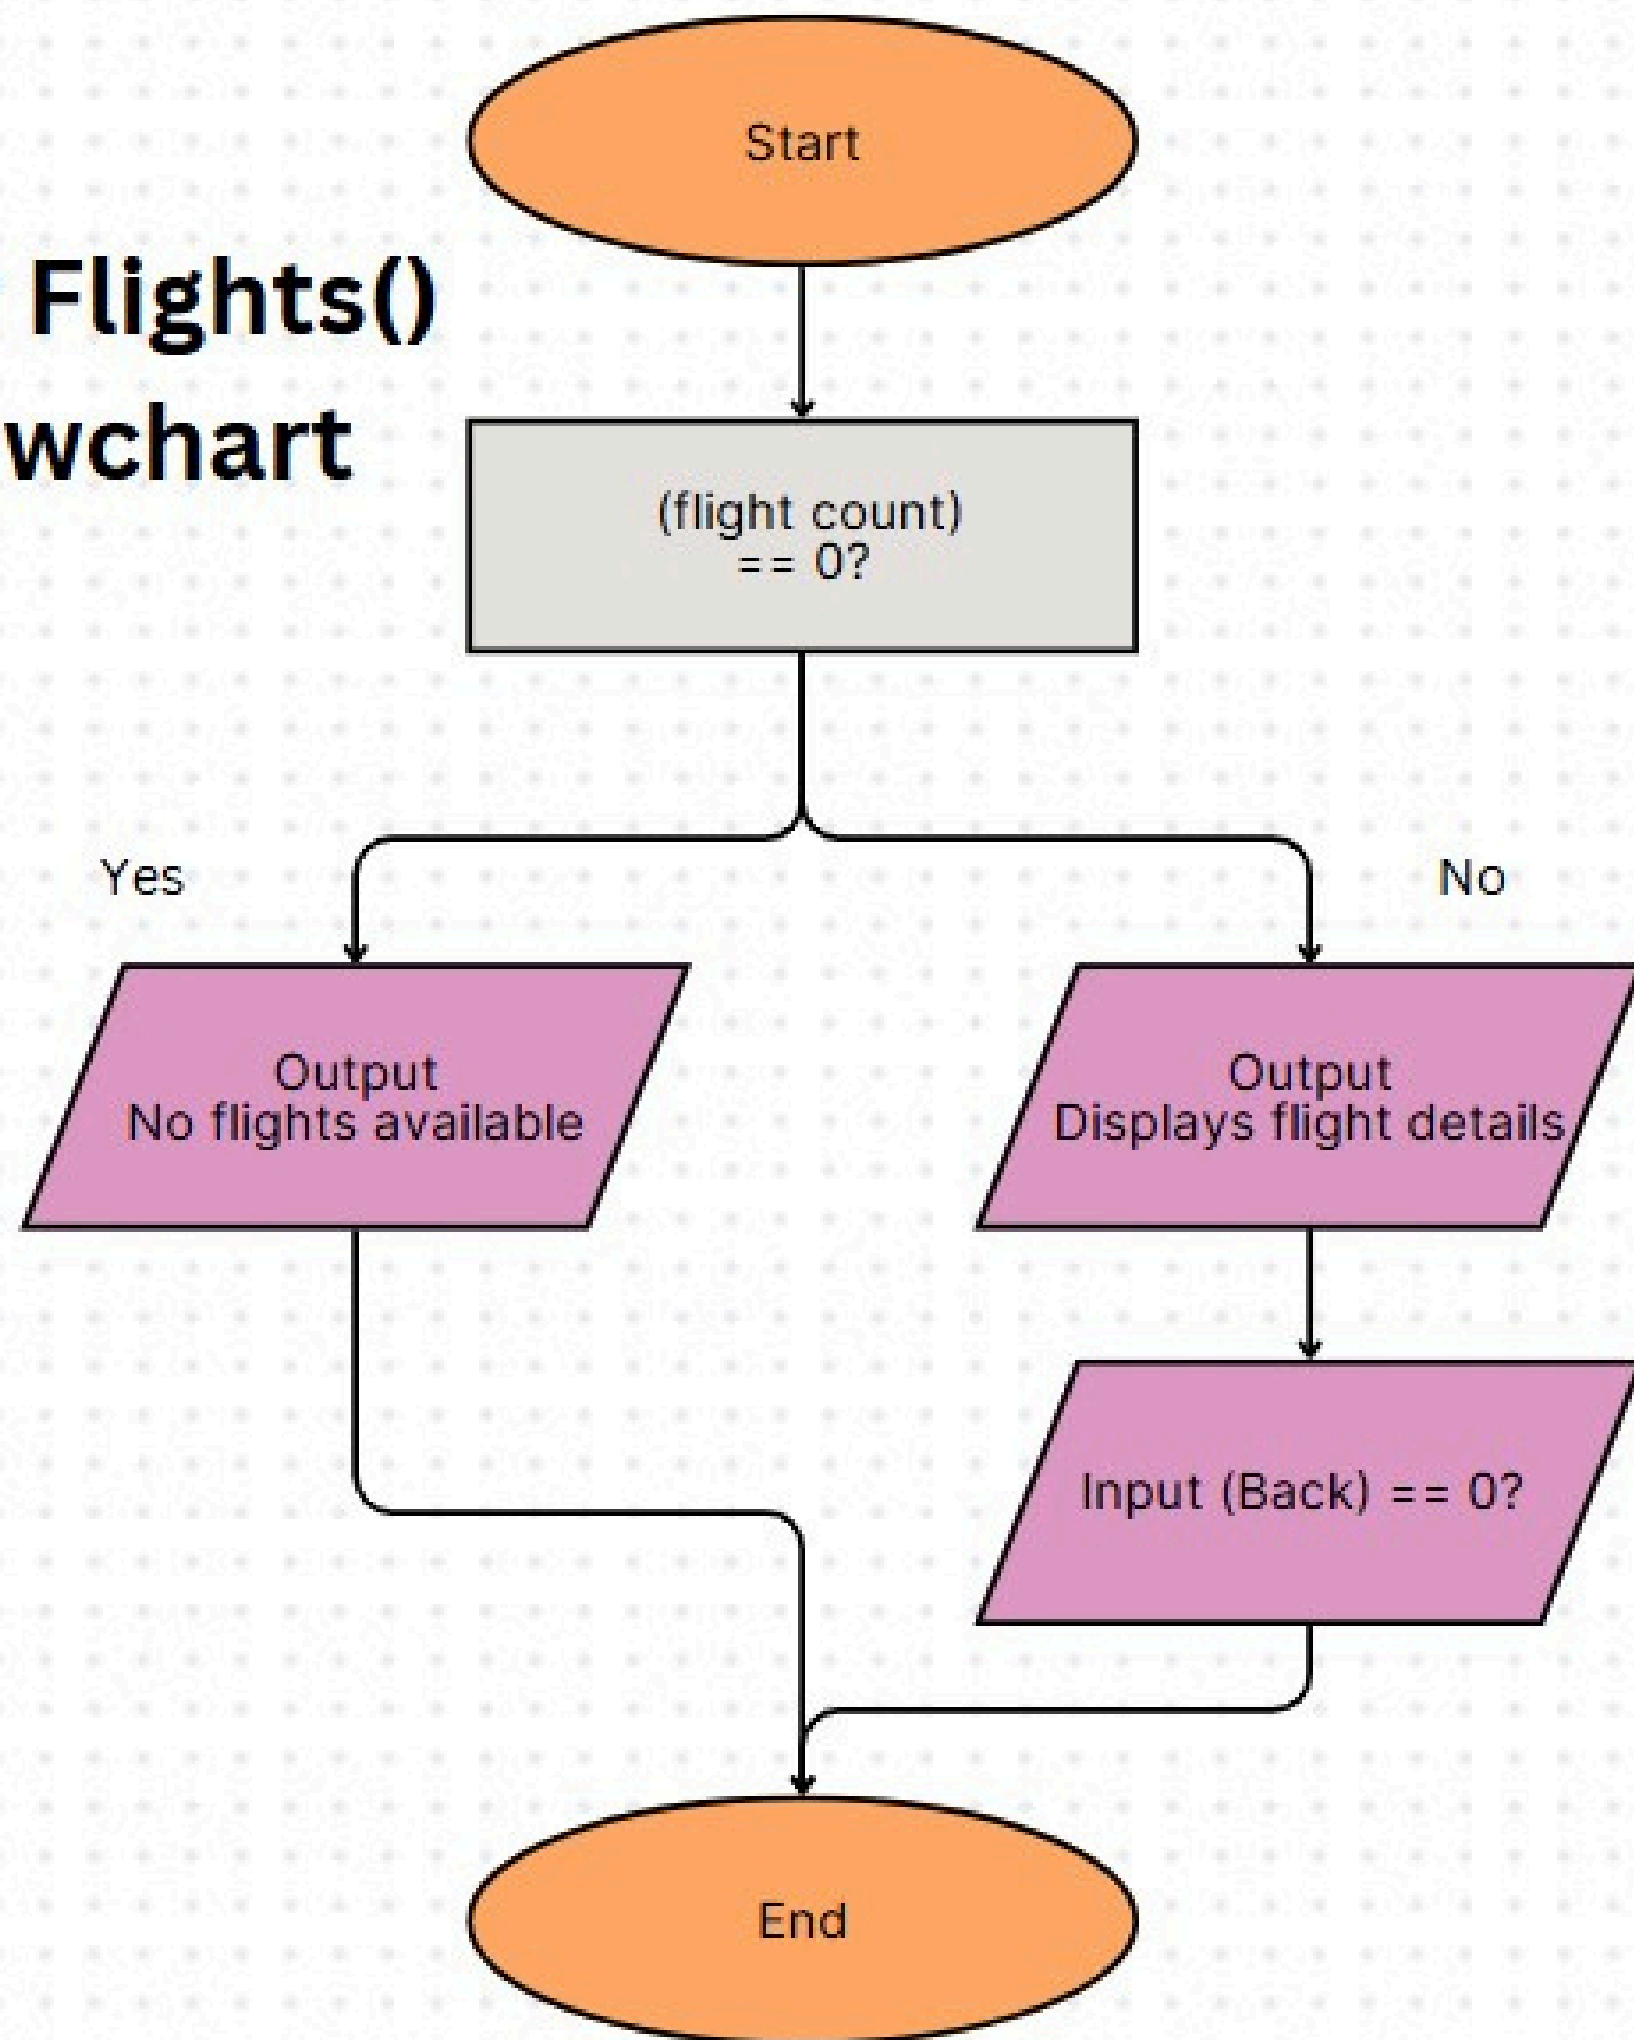 Start
Flights()
wchart
(flight count)
== 0?
Yes
No
Output
No flights available
Output
Displays flight details
Input (Back) == 0?
End